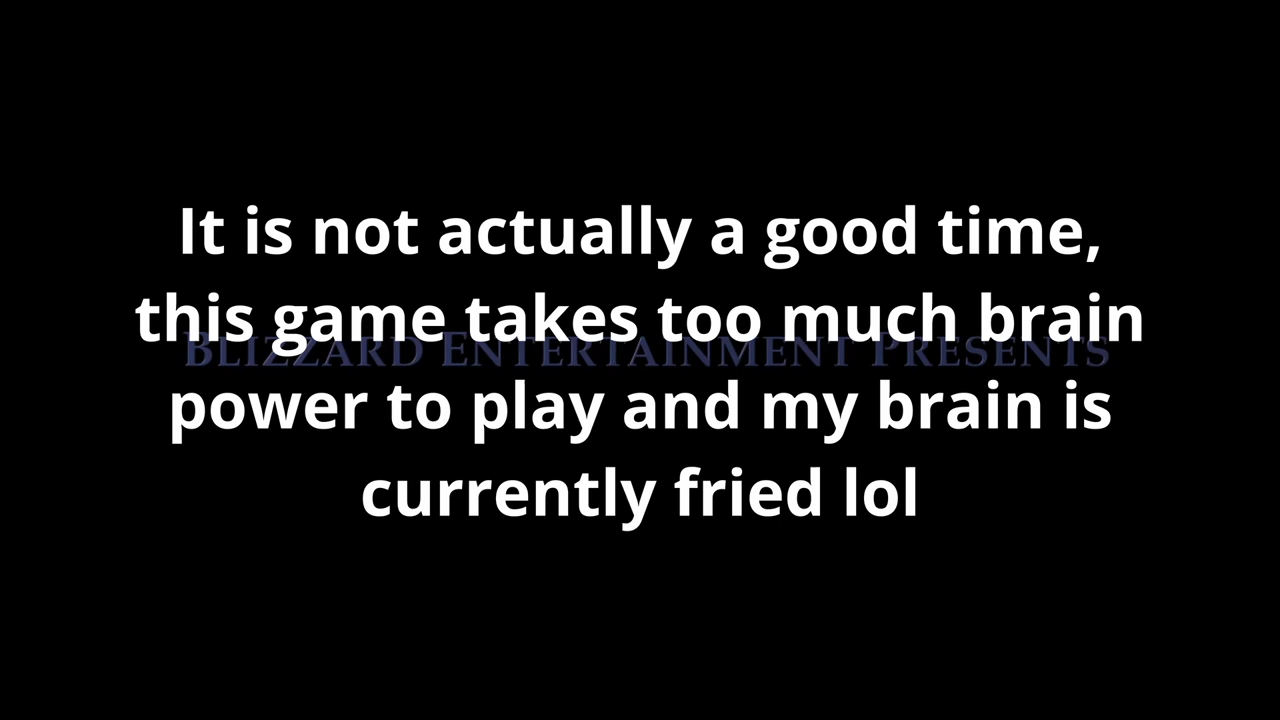 It is not actually a good time,
this game takes too much brain
BLIZZARD ENTERTAINMENT PRESENTS
power to play and my brain is
currently fried lol